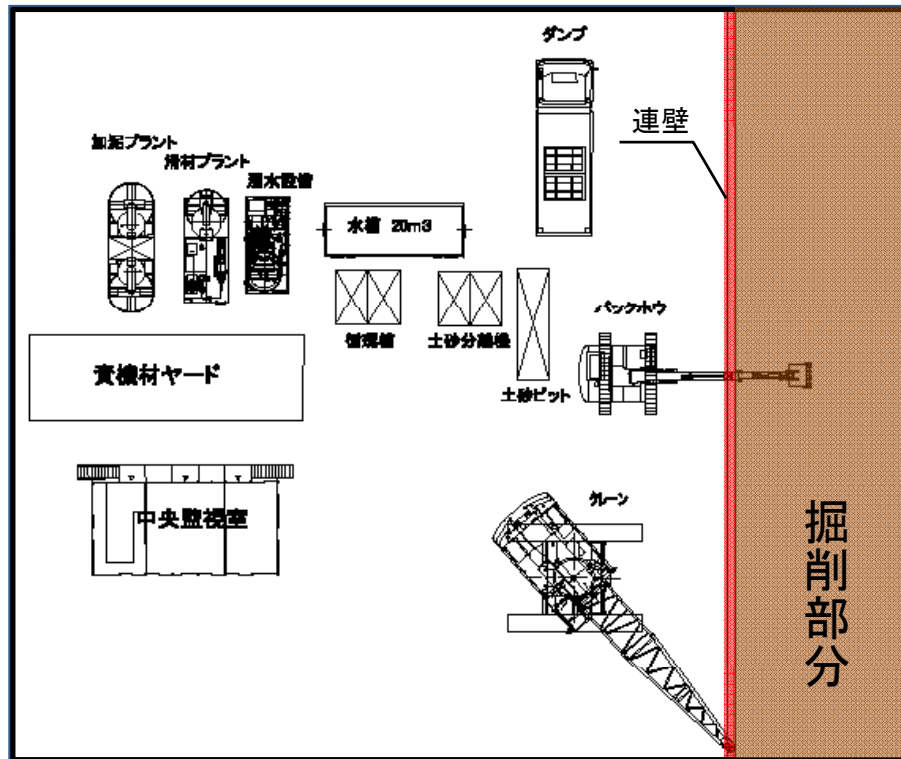 ダンプ
連壁
加泥プラント
滑材プラント
還水設備
水槽 20m3
バックホウ
循環槽
土砂分離機
資機材ヤード
土砂ピット
クレーン
中央監視室
掘削部分